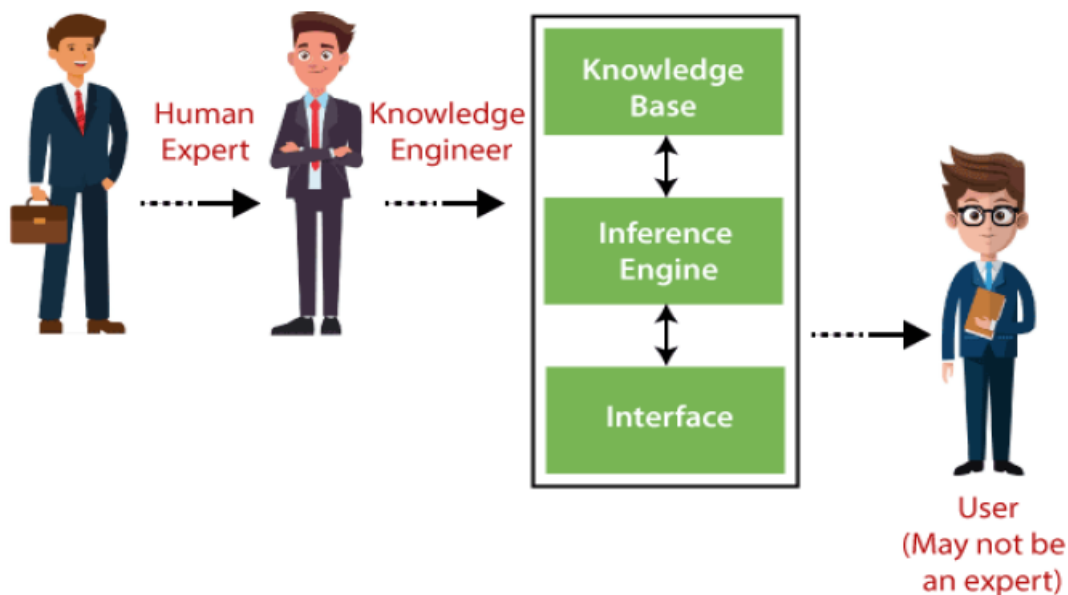 Human
Expert
Knowledge
Engineer
Knowledge
Base
Inference
Engine
Interface
User
(May not be
an expert)